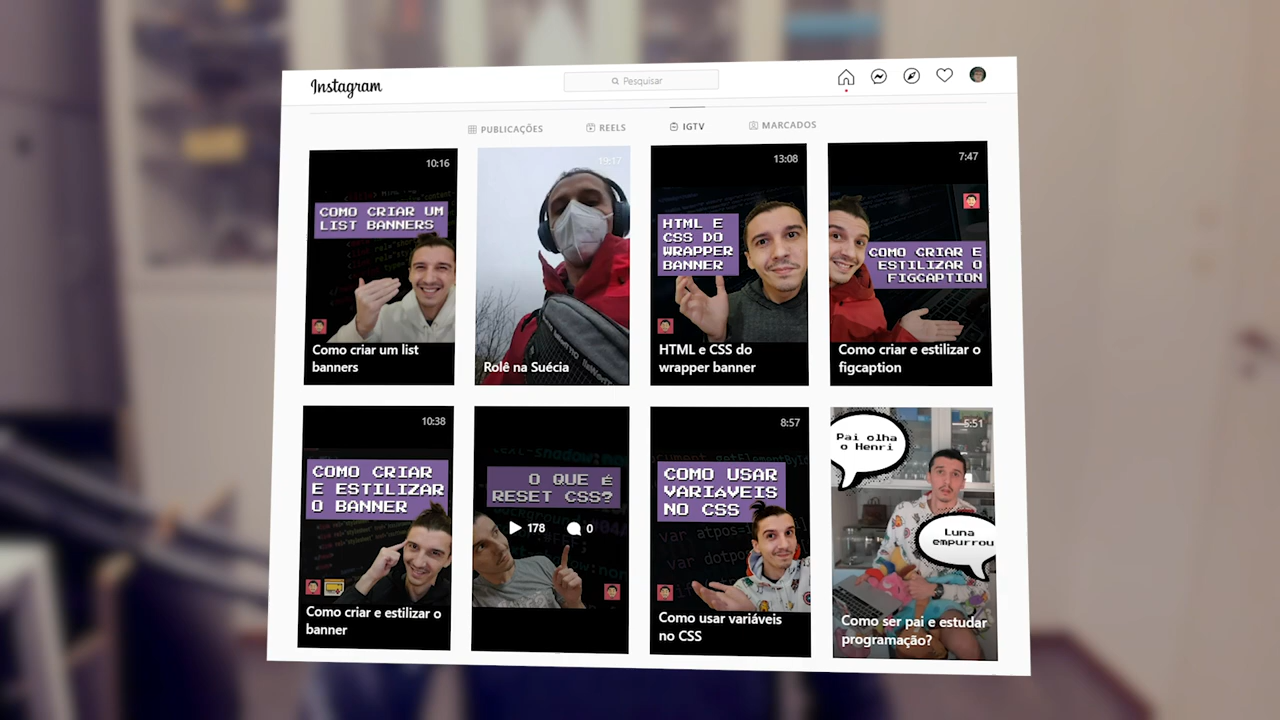 Instagram
Pesquisar
PUBLICAÇÕES
REELS
IGTV
MARCADOS
10:16
COMO CRIAR UM
LIST BANNERS
Como criar um list
banners
19:17
Rolê na Suécia
13:08
HTML E
CSS DO
WRAPPER
BANNER
HTML e CSS do
wrapper banner
7:47
COMO CRIAR E
ESTILIZAR O
FIGCAPTION
Como criar e estilizar o
figcaption
10:38
COMO CRIAR
E ESTILIZAR
O BANNER
Como criar e estilizar o
banner
O QUE É
RESET CSS?
178
0
8:57
COMO USAR
VARIÁVEIS
NO CSS
Como usar variáveis
no CSS
5:51
Pai olha
o Henri
Luna
empurrou
Como ser pai e estudar
programação?